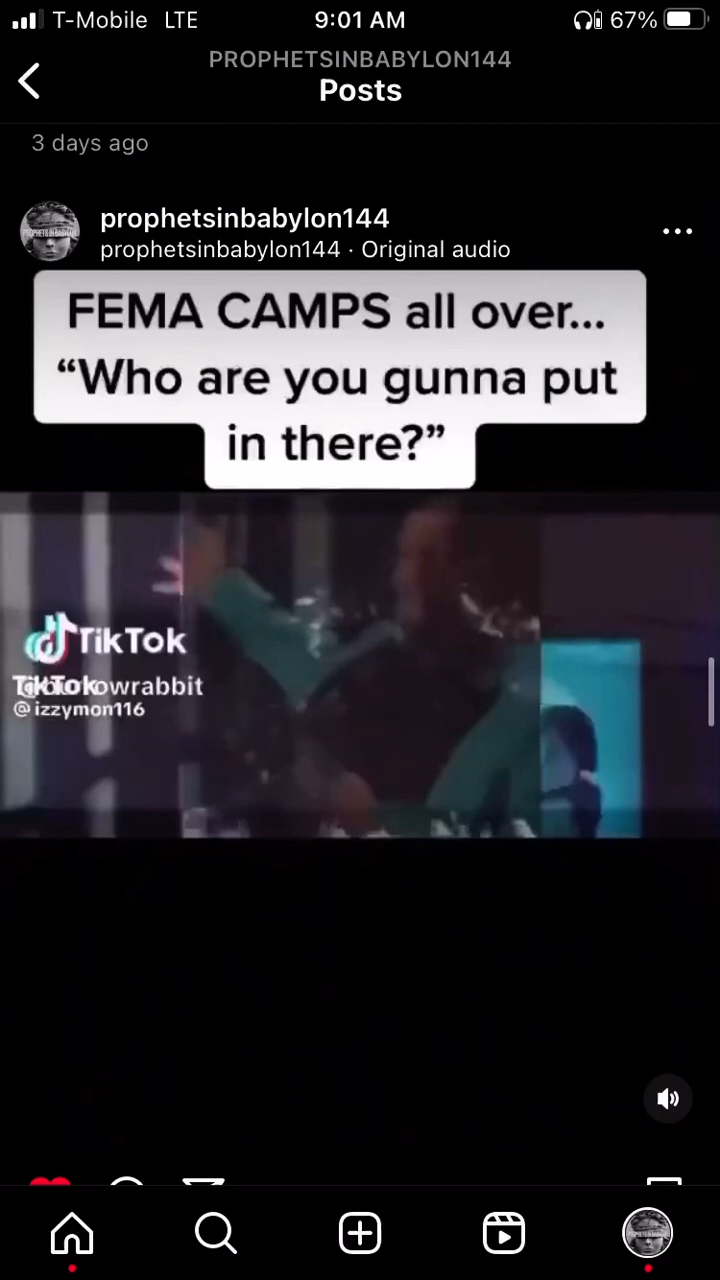 T-Mobile LTE 9:01 AM 67%
PROPHETSINBABYLON144
Posts
3 days ago
prophetsinbabylon144
prophetsinbabylon144 · Original audio
FEMA CAMPS all over...
“Who are you gunna put
in there?”
TikTok
TikTok
@izzymon116